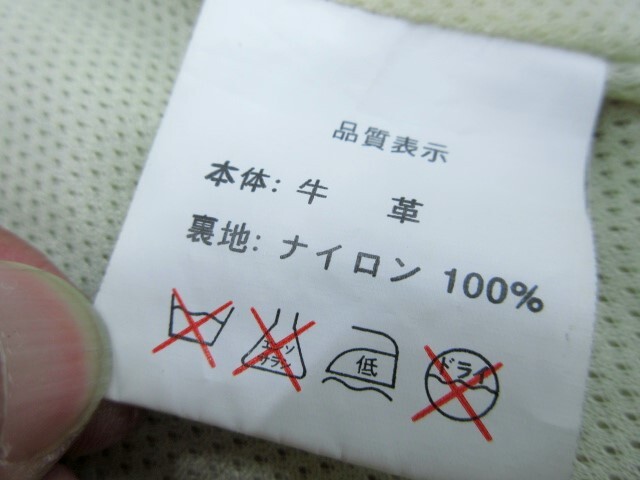 品質表示
本体: 牛 革
裏地: ナイロン 100%
エンソ
サラシ
低
ドライ